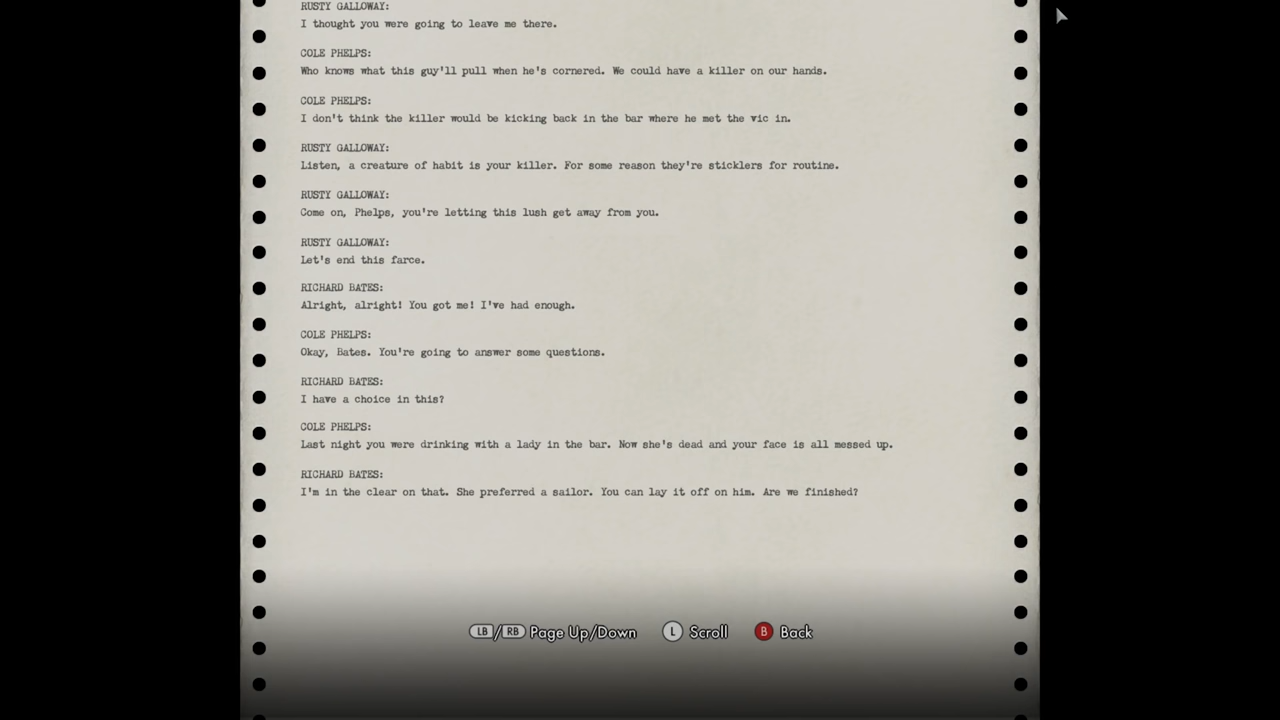 RUSTY GALLOWAY:
I thought you were going to leave me there.
COLE PHELPS:
Who knows what this guy'll pull when he's cornered. We could have a killer on our hands.
COLE PHELPS:
I don't think the killer would be kicking back in the bar where he met the vic in.
RUSTY GALLOWAY:
Listen, a creature of habit is your killer. For some reason they're sticklers for routine.
RUSTY GALLOWAY:
Come on, Phelps, you're letting this lush get away from you.
RUSTY GALLOWAY:
Let's end this farce.
RICHARD BATES:
Alright, alright! You got me! I've had enough.
COLE PHELPS:
Okay, Bates. You're going to answer some questions.
RICHARD BATES:
I have a choice in this?
COLE PHELPS:
Last night you were drinking with a lady in the bar. Now she's dead and your face is all messed up.
RICHARD BATES:
I'm in the clear on that. She preferred a sailor. You can lay it off on him. Are we finished?
LB/RB Page Up/Down L Scroll B Back